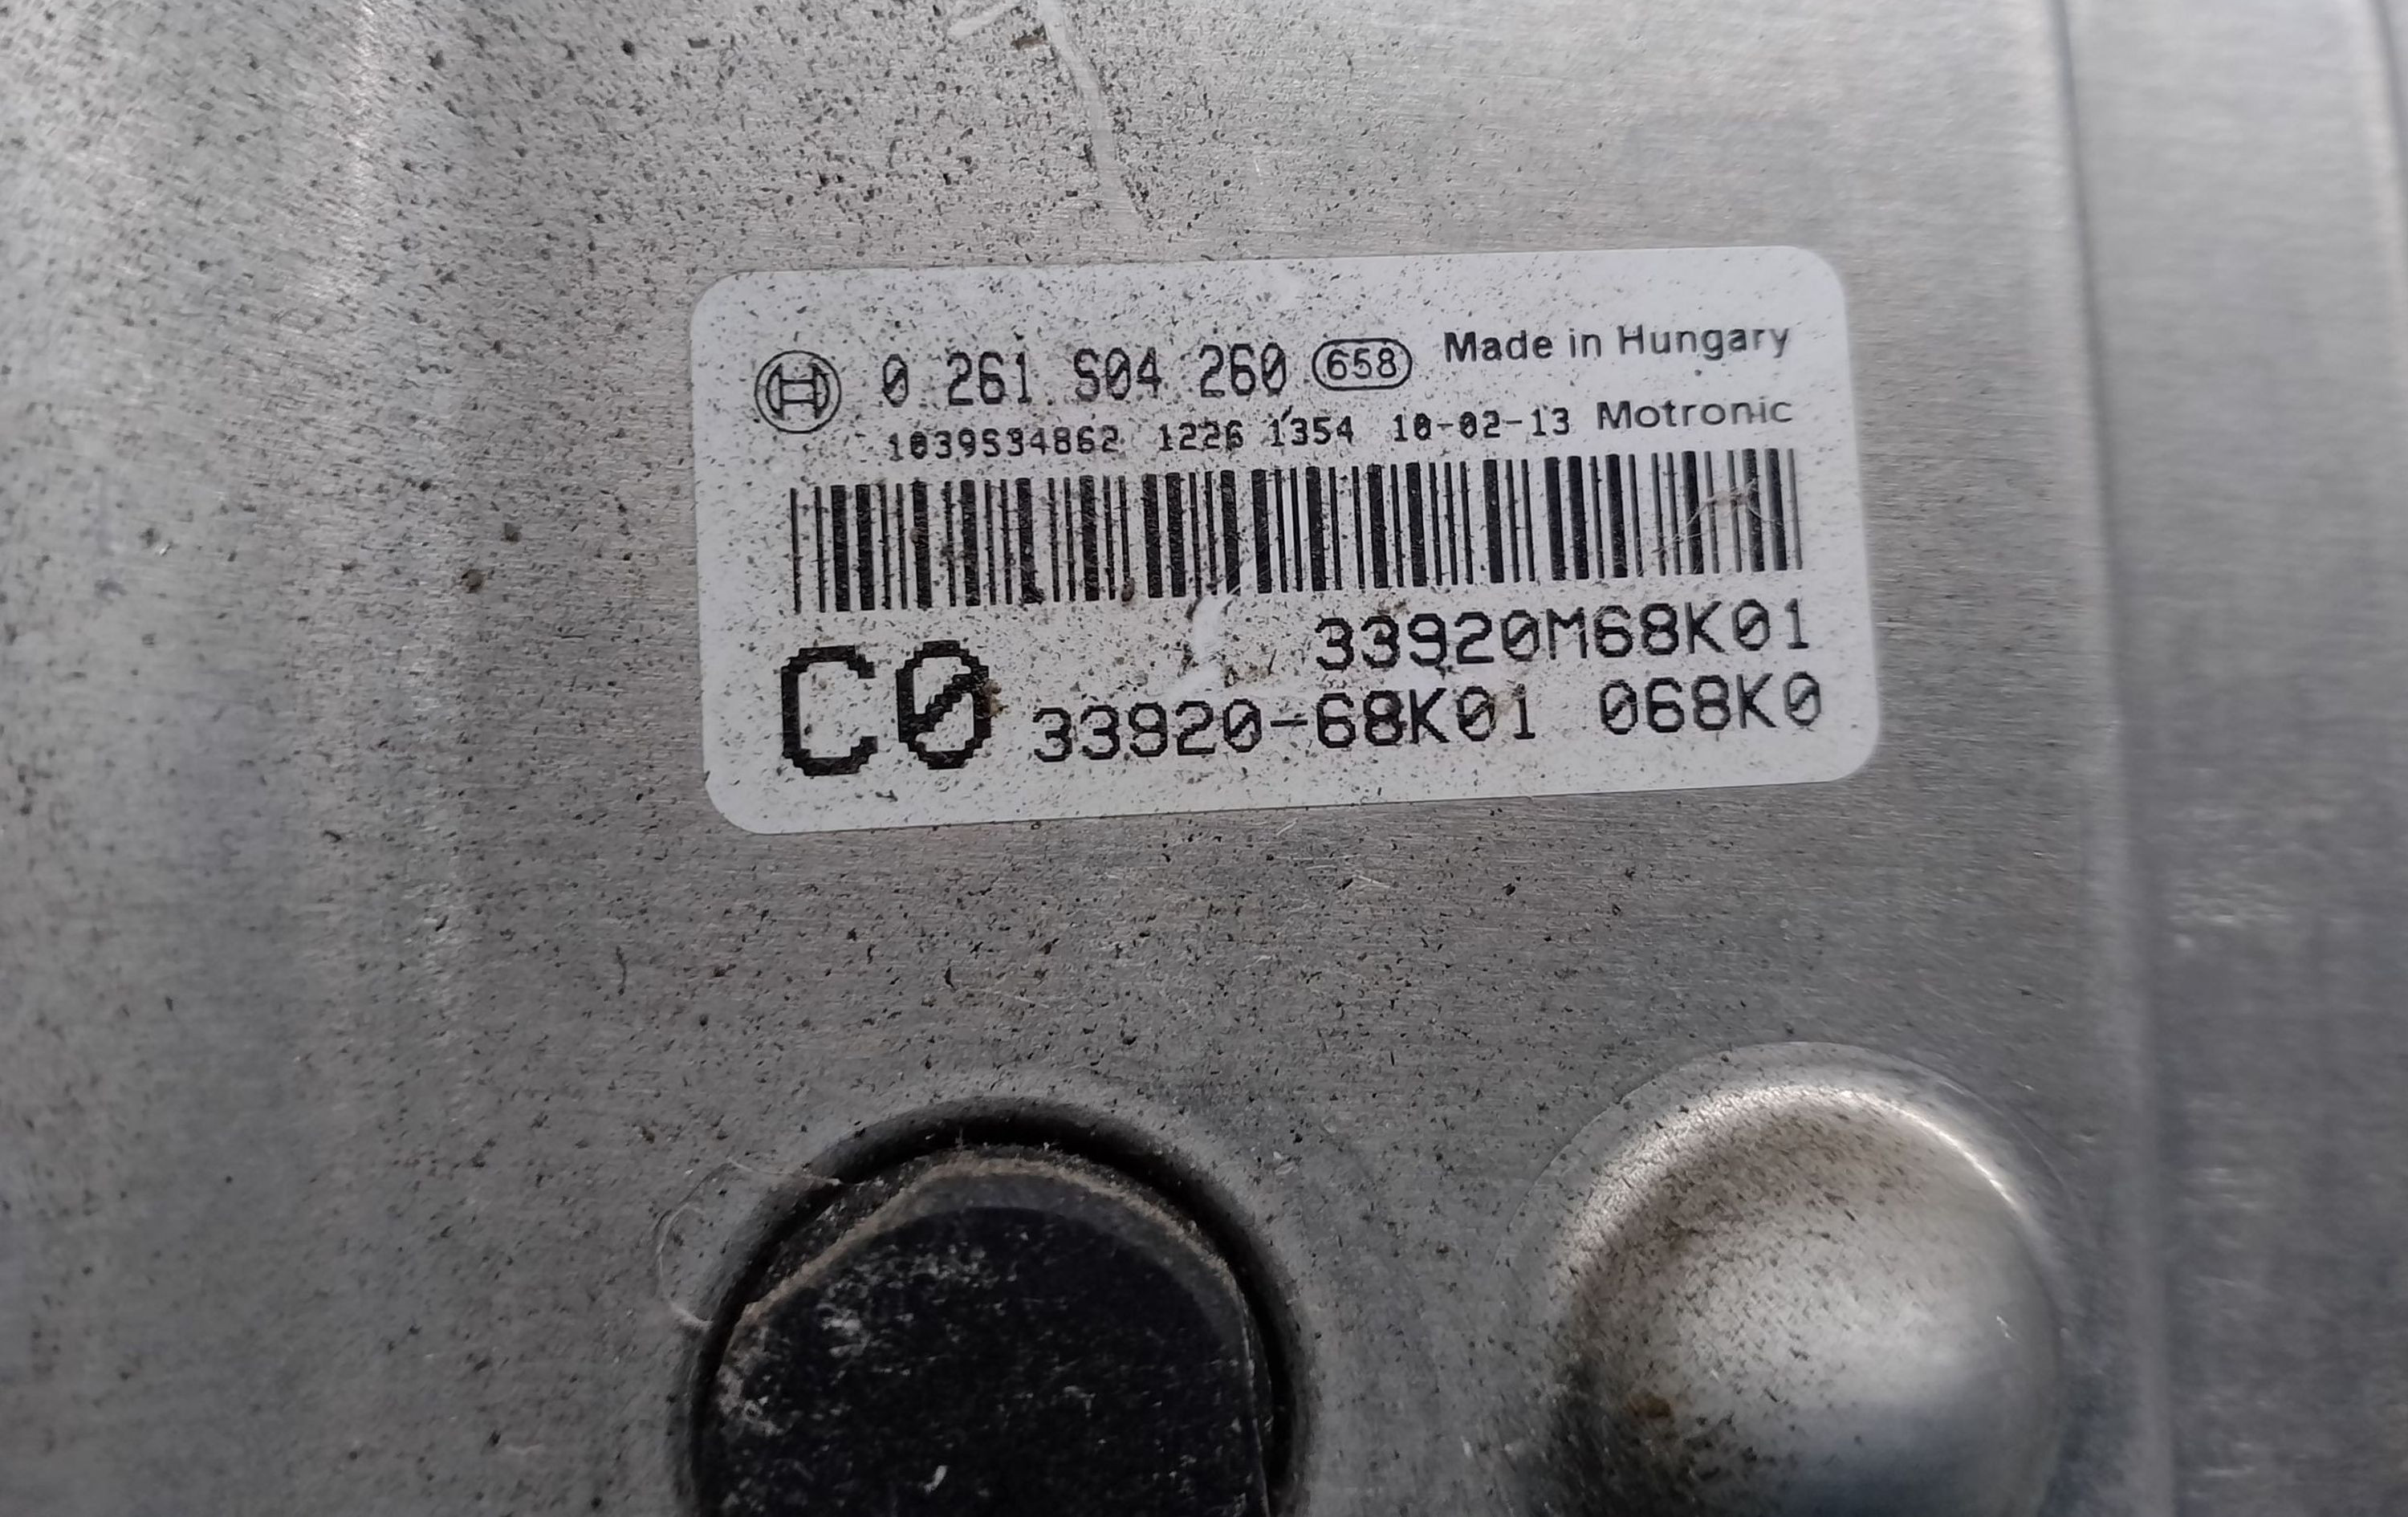 0 261 S04 260 658 Made in Hungary
1039S34862 1226 1354 10-02-13 Motronic
33920M68K01
C0 33920-68K01 068K0